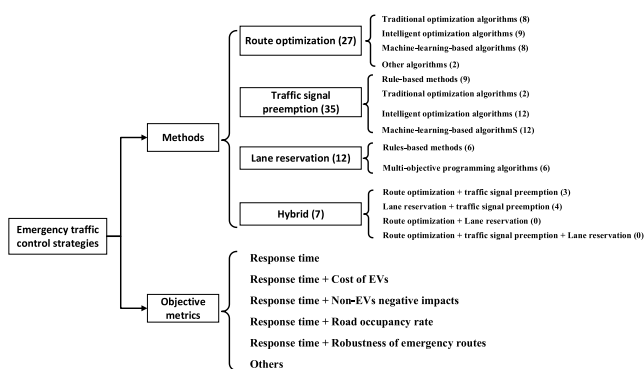 Emergency traffic
control strategies
Methods
Route optimization (27)
Traditional optimization algorithms (8)
Intelligent optimization algorithms (9)
Machine-learning-based algorithms (8)
Other algorithms (2)
Traffic signal
preemption (35)
Rule-based methods (9)
Traditional optimization algorithms (2)
Intelligent optimization algorithms (12)
Machine-learning-based algorithmS (12)
Lane reservation (12)
Rules-based methods (6)
Multi-objective programming algorithms (6)
Hybrid (7)
Route optimization + traffic signal preemption (3)
Lane reservation + traffic signal preemption (4)
Route optimization + Lane reservation (0)
Route optimization + traffic signal preemption + Lane reservation (0)
Objective
metrics
Response time
Response time + Cost of EVs
Response time + Non-EVs negative impacts
Response time + Road occupancy rate
Response time + Robustness of emergency routes
Others